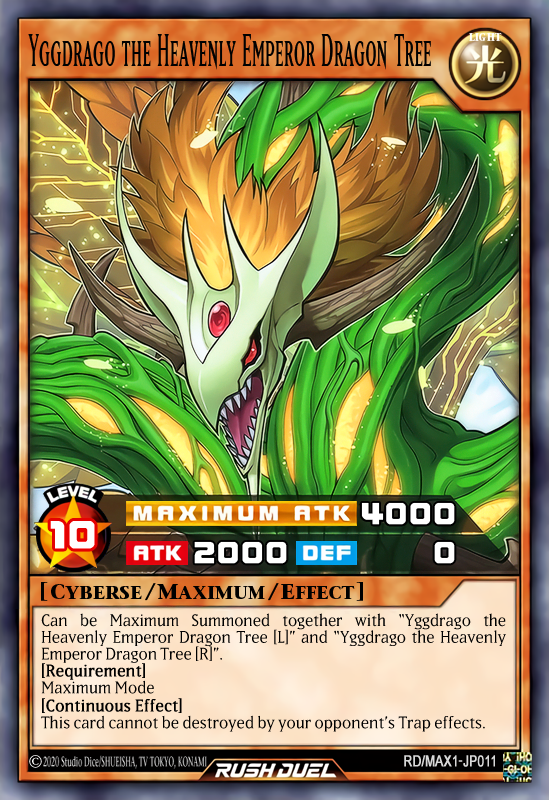 Yggdrago the Heavenly Emperor Dragon Tree
LIGHT
光
LEVEL
10
MAXIMUM ATK 4000
ATK 2000 DEF 0
[Cyberse/Maximum/Effect]
Can be Maximum Summoned together with "Yggdrago the
Heavenly Emperor Dragon Tree [L]" and "Yggdrago the Heavenly
Emperor Dragon Tree [R]".
[Requirement]
Maximum Mode
[Continuous Effect]
This card cannot be destroyed by your opponent's Trap effects.
©2020 Studio Dice/SHUEISHA, TV TOKYO, KONAMI
RUSH DUEL
RD/MAX1-JP011